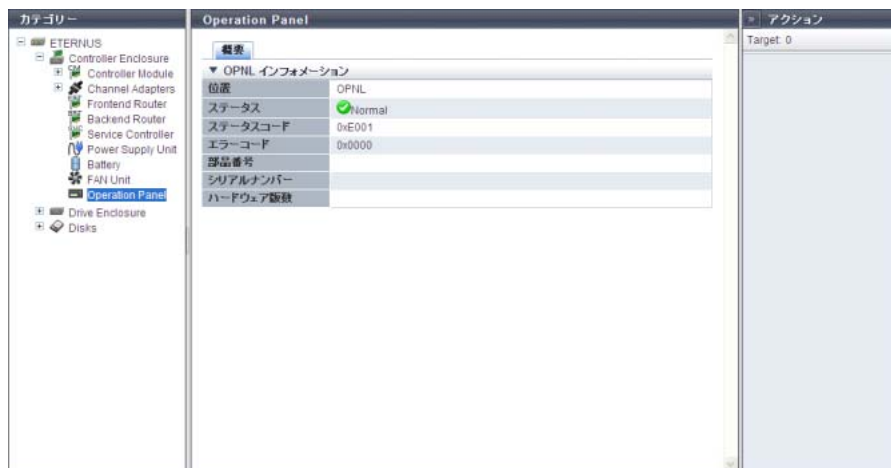 カテゴリー
ETERNUS
Controller Enclosure
Controller Module
Channel Adapters
Frontend Router
Backend Router
Service Controller
Power Supply Unit
Battery
FAN Unit
Operation Panel
Drive Enclosure
Disks
Operation Panel
概要
▼ OPNL インフォメーション
位置 OPNL
ステータス Normal
ステータスコード 0xE001
エラーコード 0x0000
部品番号
シリアルナンバー
ハードウェア版数
» アクション
Target: 0